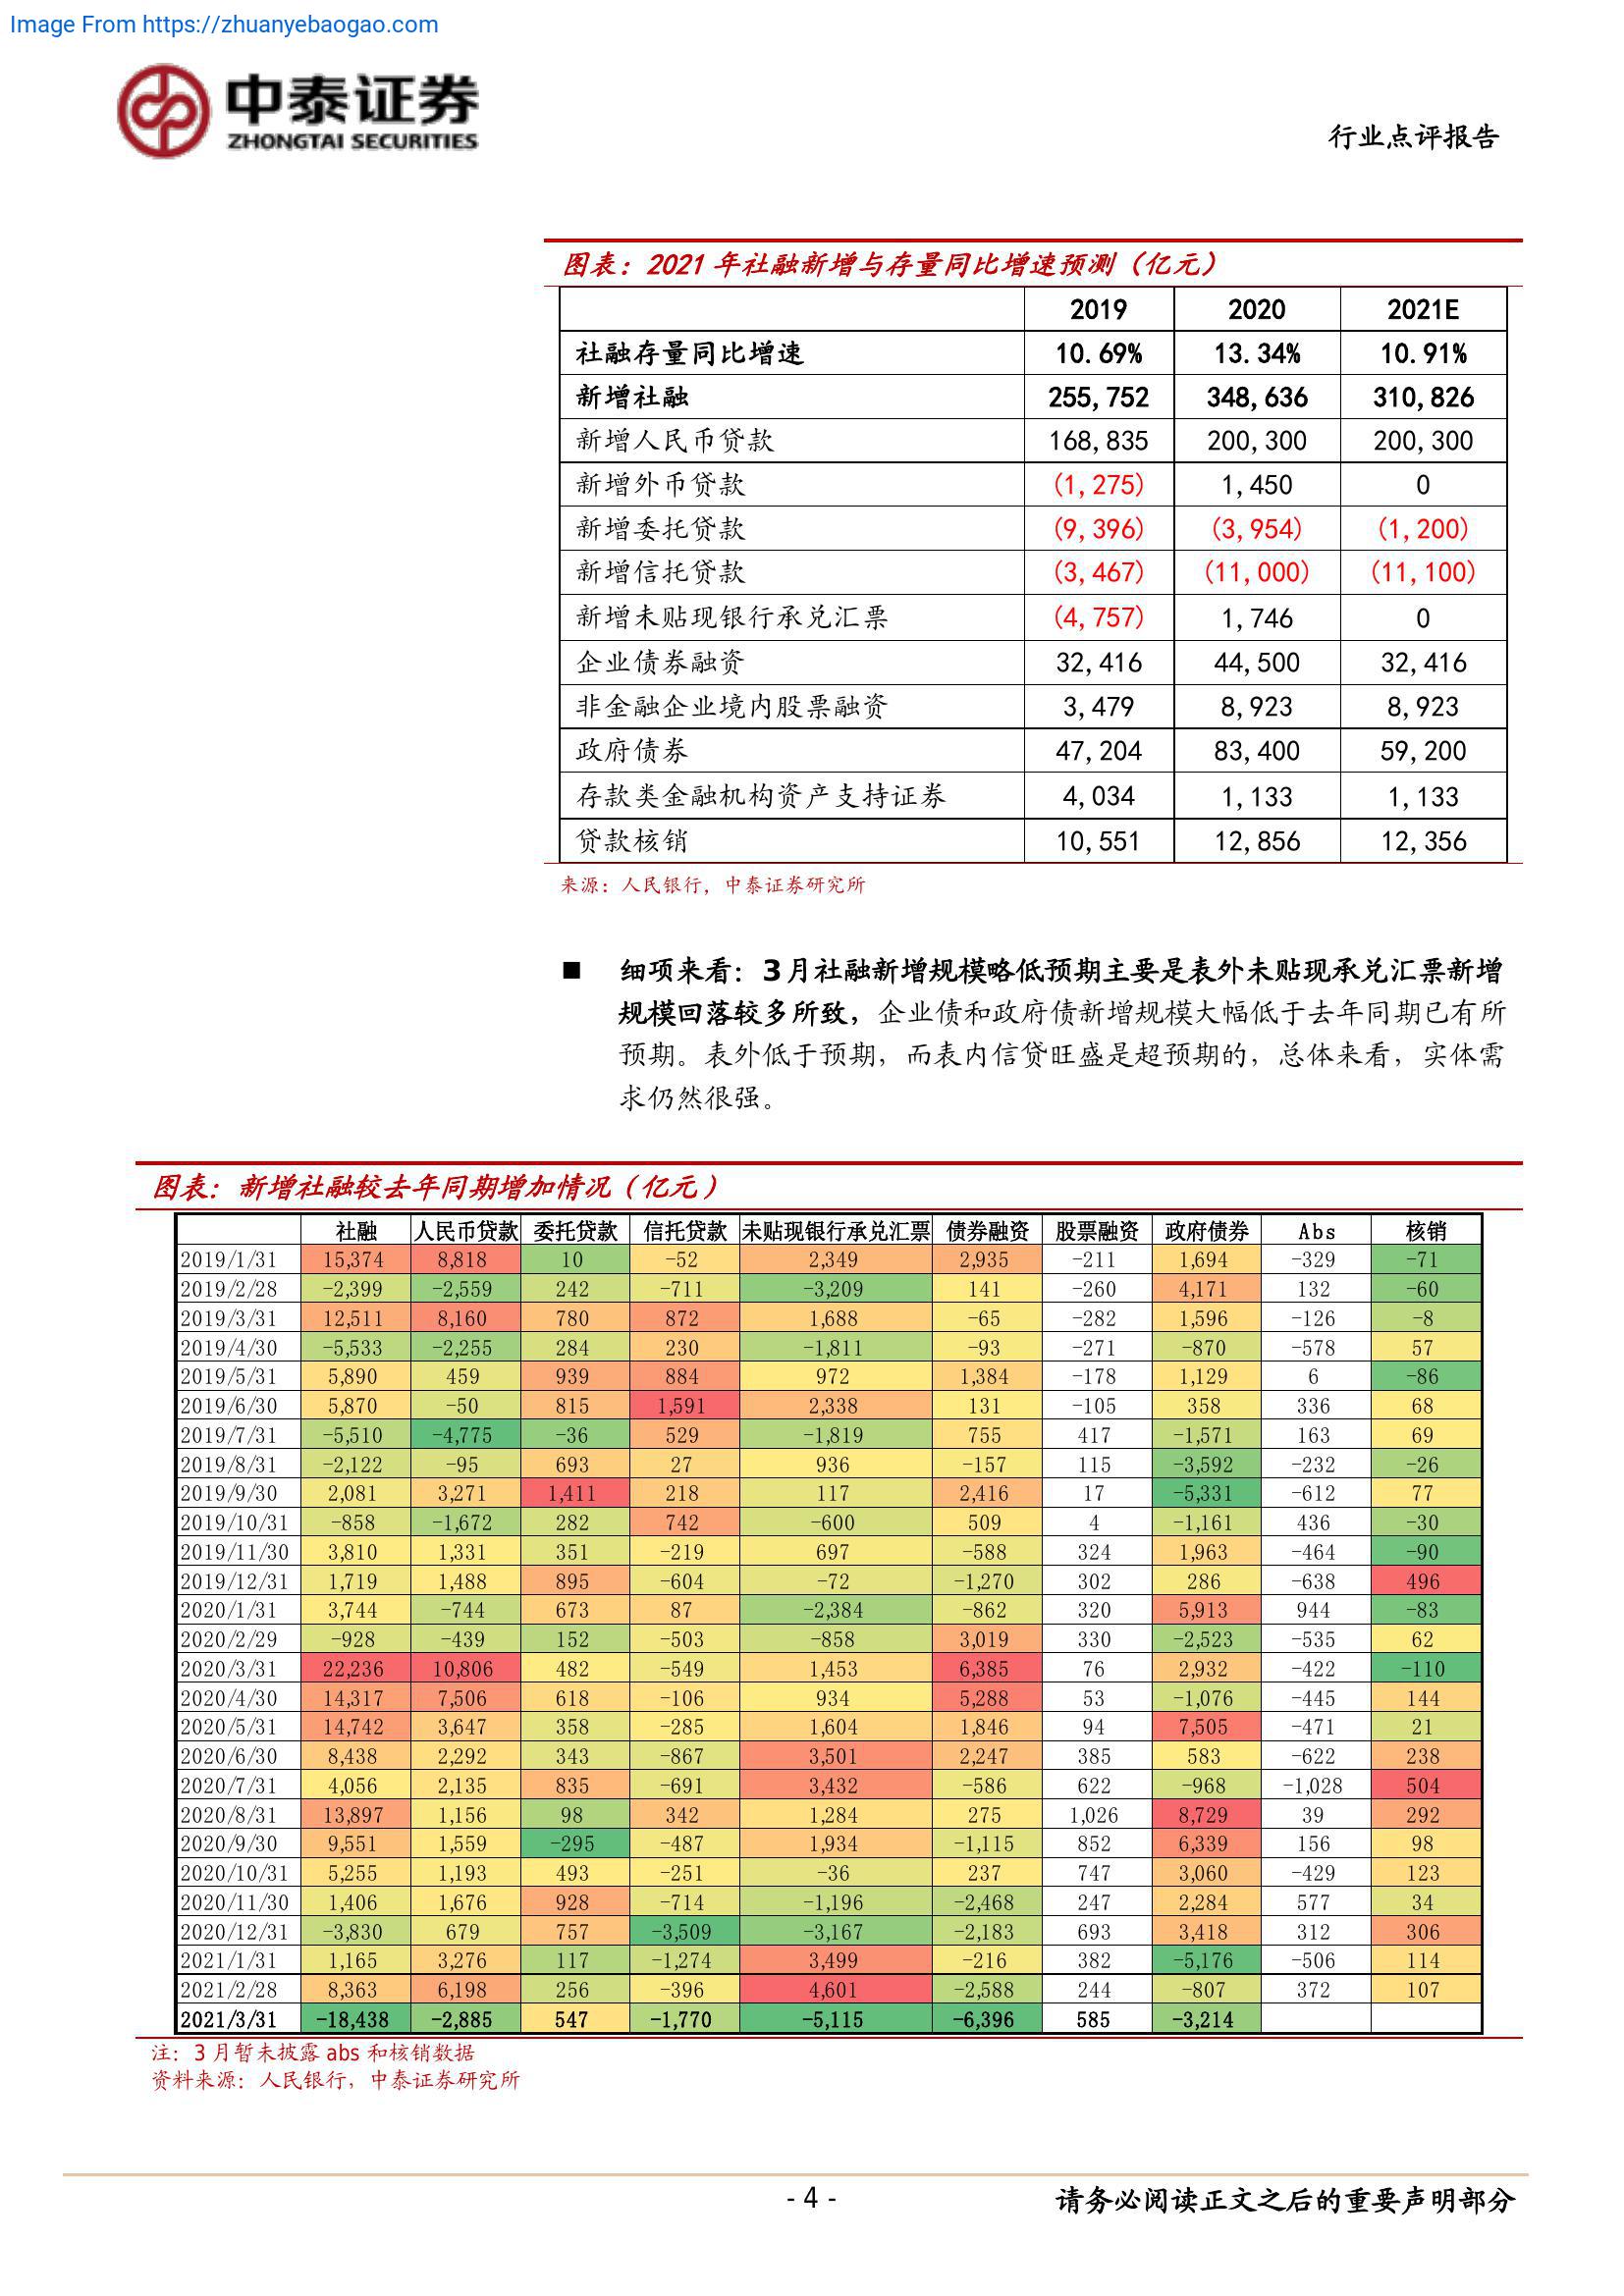 Image From https://zhuanyebaogao.com
中泰证券
ZHONGTAI SECURITIES
行业点评报告
图表：2021 年社融新增与存量同比增速预测（亿元）
2019 2020 2021E
社融存量同比增速 10.69% 13.34% 10.91%
新增社融 255,752 348,636 310,826
新增人民币贷款 168,835 200,300 200,300
新增外币贷款 (1,275) 1,450 0
新增委托贷款 (9,396) (3,954) (1,200)
新增信托贷款 (3,467) (11,000) (11,100)
新增未贴现银行承兑汇票 (4,757) 1,746 0
企业债券融资 32,416 44,500 32,416
非金融企业境内股票融资 3,479 8,923 8,923
政府债券 47,204 83,400 59,200
存款类金融机构资产支持证券 4,034 1,133 1,133
贷款核销 10,551 12,856 12,356
来源：人民银行，中泰证券研究所
■ 细项来看：3 月社融新增规模略低预期主要是表外未贴现承兑汇票新增
规模回落较多所致，企业债和政府债新增规模大幅低于去年同期已有所
预期。表外低于预期，而表内信贷旺盛是超预期的，总体来看，实体需
求仍然很强。
图表：新增社融较去年同期增加情况（亿元）
社融 人民币贷款 委托贷款 信托贷款 未贴现银行承兑汇票 债券融资 股票融资 政府债券 Abs 核销
2019/1/31 15,374 8,818 10 -52 2,349 2,935 -211 1,694 -329 -71
2019/2/28 -2,399 -2,559 242 -711 -3,209 141 -260 4,171 132 -60
2019/3/31 12,511 8,160 780 872 1,688 -65 -282 1,596 -126 -8
2019/4/30 -5,533 -2,255 284 230 -1,811 -93 -271 -870 -578 57
2019/5/31 5,890 459 939 884 972 1,384 -178 1,129 6 -86
2019/6/30 5,870 -50 815 1,591 2,338 131 -105 358 336 68
2019/7/31 -5,510 -4,775 -36 529 -1,819 755 417 -1,571 163 69
2019/8/31 -2,122 -95 693 27 936 -157 115 -3,592 -232 -26
2019/9/30 2,081 3,271 1,411 218 117 2,416 17 -5,331 -612 77
2019/10/31 -858 -1,672 282 742 -600 509 4 -1,161 436 -30
2019/11/30 3,810 1,331 351 -219 697 -588 324 1,963 -464 -90
2019/12/31 1,719 1,488 895 -604 -72 -1,270 302 286 -638 496
2020/1/31 3,744 -744 673 87 -2,384 -862 320 5,913 944 -83
2020/2/29 -928 -439 152 -503 -858 3,019 330 -2,523 -535 62
2020/3/31 22,236 10,806 482 -549 1,453 6,385 76 2,932 -422 -110
2020/4/30 14,317 7,506 618 -106 934 5,288 53 -1,076 -445 144
2020/5/31 14,742 3,647 358 -285 1,604 1,846 94 7,505 -471 21
2020/6/30 8,438 2,292 343 -867 3,501 2,247 385 583 -622 238
2020/7/31 4,056 2,135 835 -691 3,432 -586 622 -968 -1,028 504
2020/8/31 13,897 1,156 98 342 1,284 275 1,026 8,729 39 292
2020/9/30 9,551 1,559 -295 -487 1,934 -1,115 852 6,339 156 98
2020/10/31 5,255 1,193 493 -251 -36 237 747 3,060 -429 123
2020/11/30 1,406 1,676 928 -714 -1,196 -2,468 247 2,284 577 34
2020/12/31 -3,830 679 757 -3,509 -3,167 -2,183 693 3,418 312 306
2021/1/31 1,165 3,276 117 -1,274 3,499 -216 382 -5,176 -506 114
2021/2/28 8,363 6,198 256 -396 4,601 -2,588 244 -807 372 107
2021/3/31 -18,438 -2,885 547 -1,770 -5,115 -6,396 585 -3,214
注：3 月暂未披露 abs 和核销数据
资料来源：人民银行，中泰证券研究所
- 4 -
请务必阅读正文之后的重要声明部分